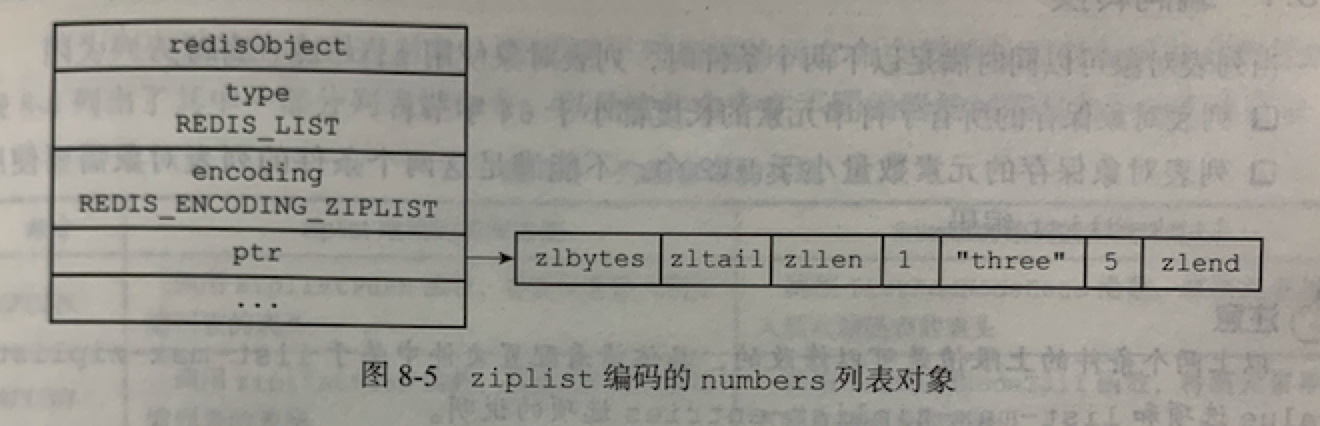 redisObject
type
REDIS_LIST
encoding
REDIS_ENCODING_ZIPLIST
ptr
...
zlbytes zltail zllen 1 "three" 5 zlend
图 8-5 ziplist 编码的 numbers 列表对象